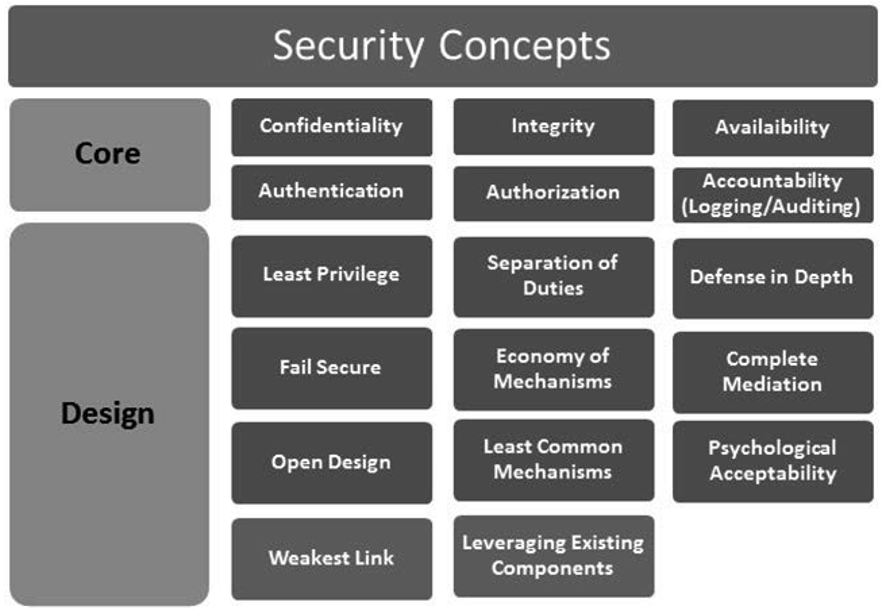 Security Concepts
Core
Confidentiality
Integrity
Availaibility
Authentication
Authorization
Accountability
(Logging/Auditing)
Design
Least Privilege
Separation of
Duties
Defense in Depth
Fail Secure
Economy of
Mechanisms
Complete
Mediation
Open Design
Least Common
Mechanisms
Psychological
Acceptability
Weakest Link
Leveraging Existing
Components